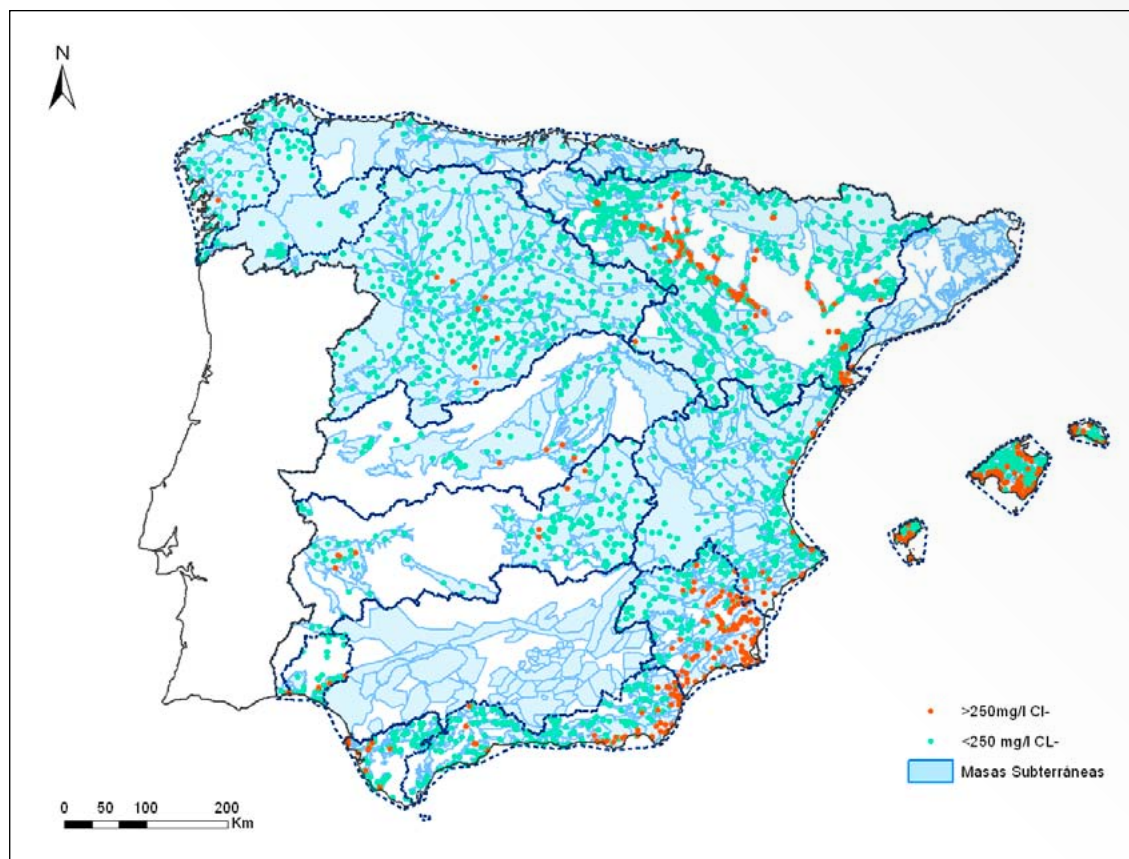 N
>250mg/l Cl-
<250 mg/l CL-
Masas Subterráneas
0 50 100 200
Km